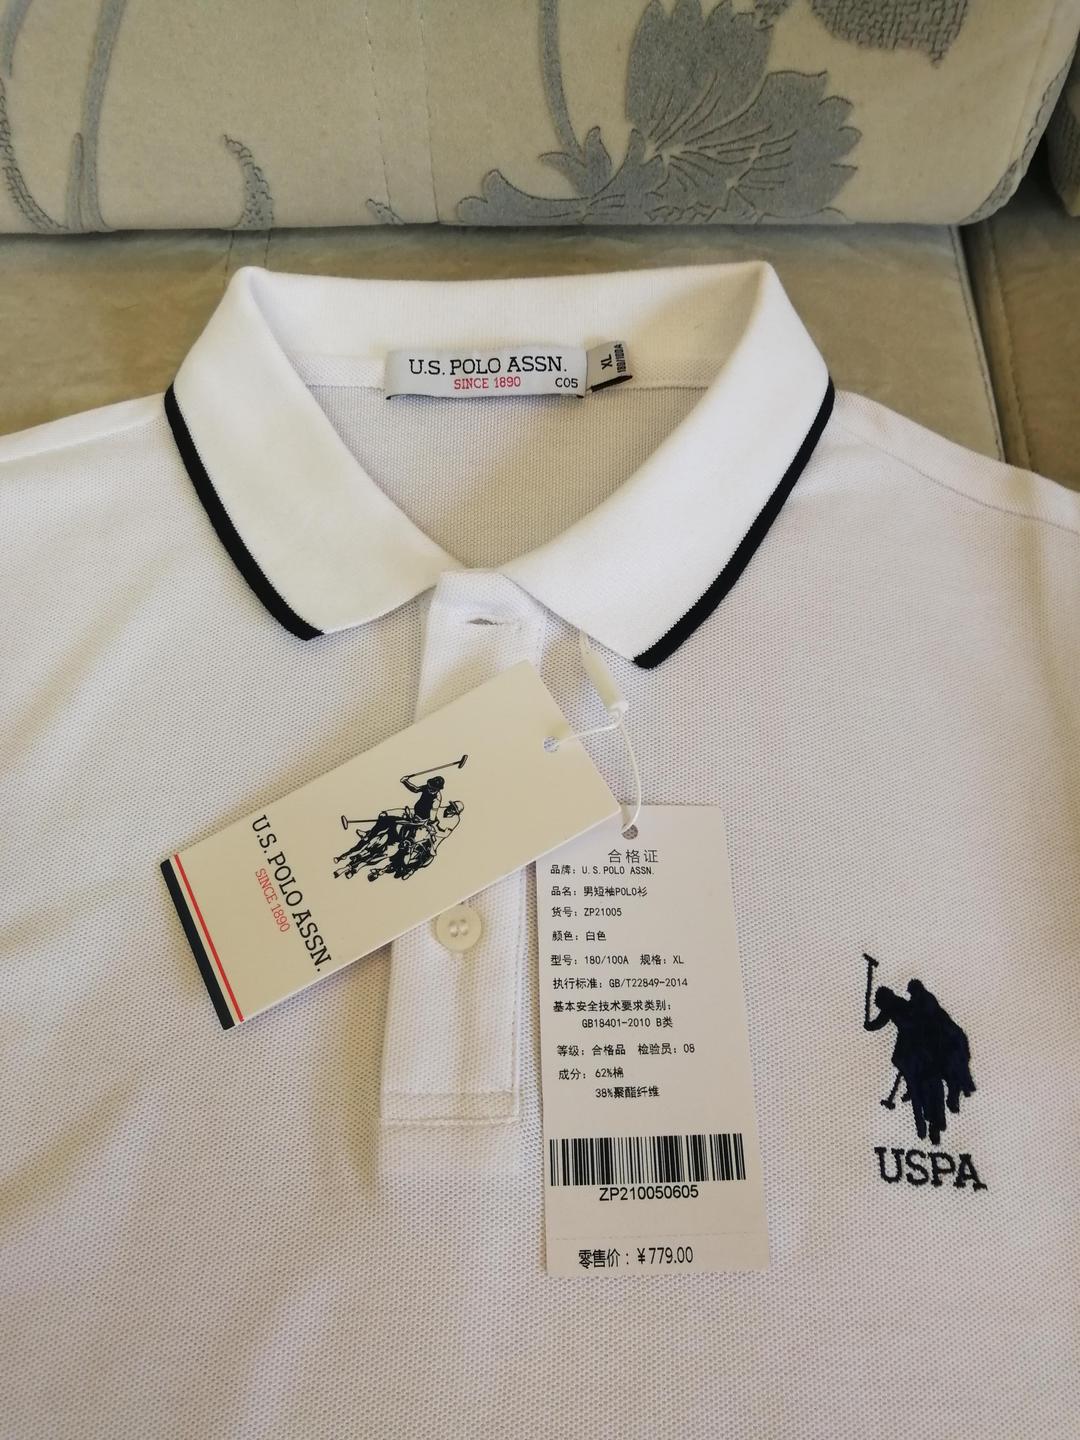 U.S. POLO ASSN.
SINCE 1890
C05
XL
180/100A
U.S. POLO ASSN.
SINCE 1890
合格证
品牌：U.S.POLO ASSN.
品名：男短袖POLO衫
货号：ZP21005
颜色：白色
型号：180/100A 规格：XL
执行标准：GB/T22849-2014
基本安全技术要求类别：
GB18401-2010 B类
等级：合格品 检验员：08
成分：62%棉
38%聚酯纤维
ZP210050605
零售价：￥779.00
USPA